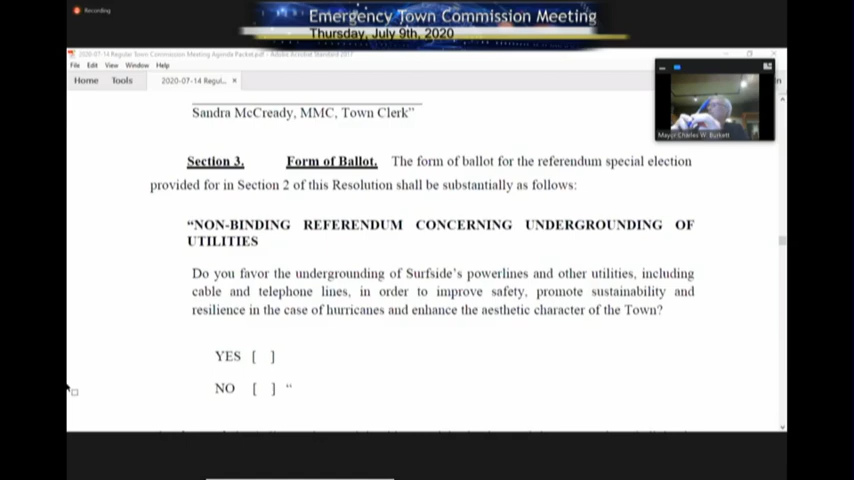 Recording
Emergency Town Commission Meeting
Thursday, July 9th, 2020
2020-07-14 Regular Town Commission Meeting Agenda Packet.pdf - Adobe Acrobat Standard 2017
File Edit View Window Help
Home Tools 2020-07-14 Regul... ×
Sandra McCready, MMC, Town Clerk"
Mayor Charles W. Burkett
Section 3. Form of Ballot. The form of ballot for the referendum special election
provided for in Section 2 of this Resolution shall be substantially as follows:
“NON-BINDING REFERENDUM CONCERNING UNDERGROUNDING OF
UTILITIES
Do you favor the undergrounding of Surfside’s powerlines and other utilities, including
cable and telephone lines, in order to improve safety, promote sustainability and
resilience in the case of hurricanes and enhance the aesthetic character of the Town?
YES [ ]
NO [ ] “